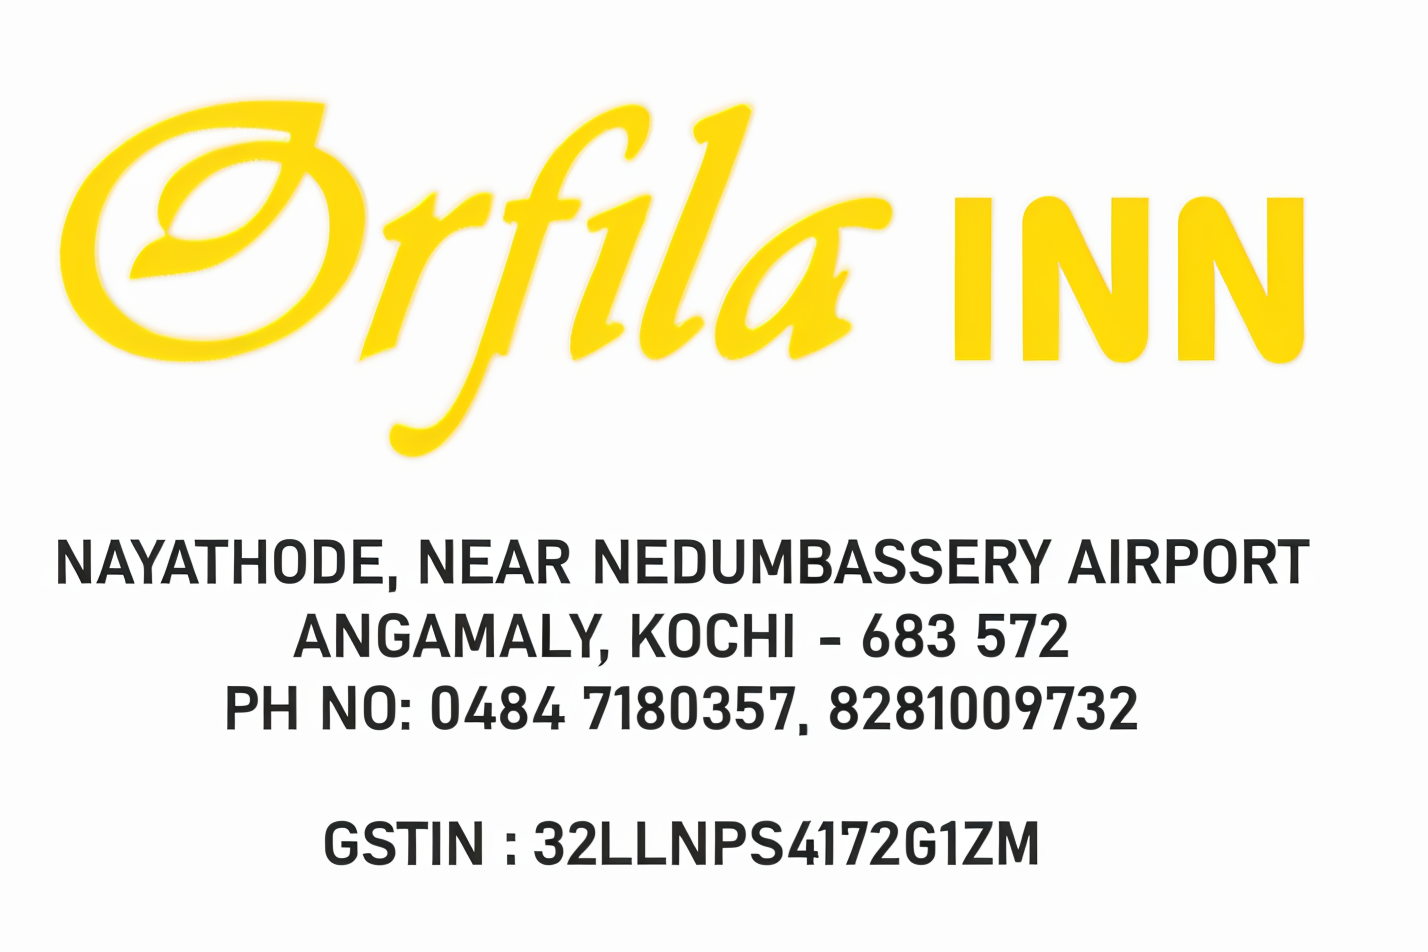 Orfila INN
NAYATHODE, NEAR NEDUMBASSERY AIRPORT
ANGAMALY, KOCHI - 683 572
PH NO: 0484 7180357, 8281009732
GSTIN : 32LLNPS4172G1ZM